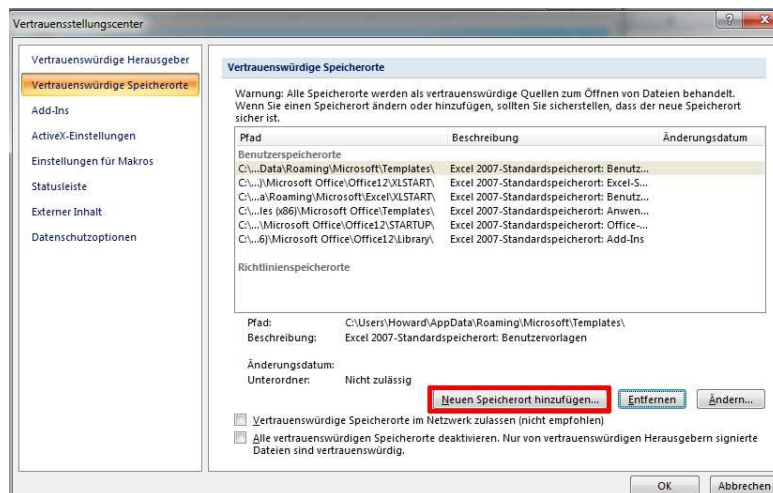 Vertrauensstellungscenter
Vertrauenswürdige Herausgeber
Vertrauenswürdige Speicherorte
Add-Ins
ActiveX-Einstellungen
Einstellungen für Makros
Statusleiste
Externer Inhalt
Datenschutzoptionen
Vertrauenswürdige Speicherorte
Warnung: Alle Speicherorte werden als vertrauenswürdige Quellen zum Öffnen von Dateien behandelt.
Wenn Sie einen Speicherort ändern oder hinzufügen, sollten Sie sicherstellen, dass der neue Speicherort
sicher ist.
Pfad Beschreibung Änderungsdatum
Benutzerspeicherorte
C:\...Data\Roaming\Microsoft\Templates\ Excel 2007-Standardspeicherort: Benutz...
C:\...)\Microsoft Office\Office12\XLSTART\ Excel 2007-Standardspeicherort: Excel-S...
C:\...a\Roaming\Microsoft\Excel\XLSTART\ Excel 2007-Standardspeicherort: Benutz...
C:\...les (x86)\Microsoft Office\Templates\ Excel 2007-Standardspeicherort: Anwen...
C:\...\Microsoft Office\Office12\STARTUP\ Excel 2007-Standardspeicherort: Office-...
C:\...6)\Microsoft Office\Office12\Library\ Excel 2007-Standardspeicherort: Add-Ins
Richtlinienspeicherorte
Pfad: C:\Users\Howard\AppData\Roaming\Microsoft\Templates\
Beschreibung: Excel 2007-Standardspeicherort: Benutzervorlagen
Änderungsdatum:
Unterordner: Nicht zulässig
Neuen Speicherort hinzufügen... Entfernen Ändern...
Vertrauenswürdige Speicherorte im Netzwerk zulassen (nicht empfohlen)
Alle vertrauenswürdigen Speicherorte deaktivieren. Nur von vertrauenswürdigen Herausgebern signierte
Dateien sind vertrauenswürdig.
OK Abbrechen